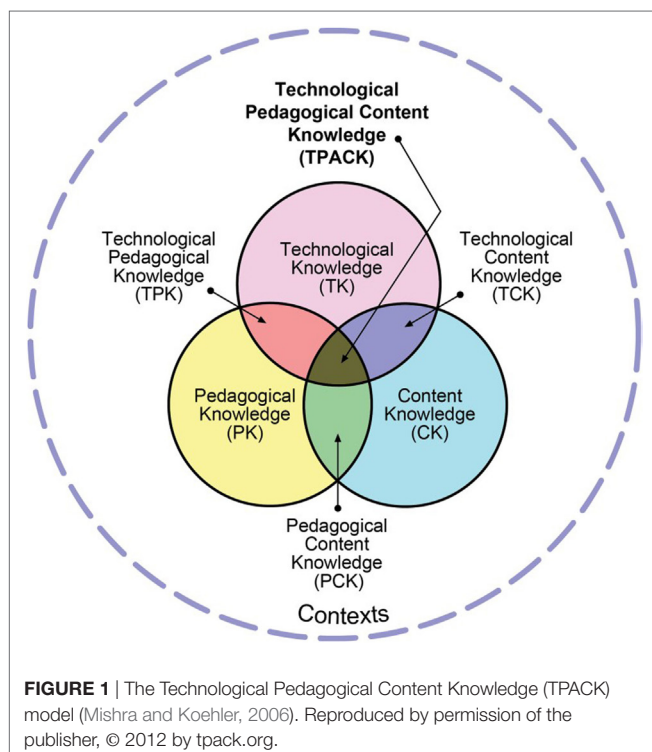 Technological
Pedagogical Content
Knowledge
(TPACK)
Technological
Pedagogical
Knowledge
(TPK)
Technological
Knowledge
(TK)
Technological
Content
Knowledge
(TCK)
Pedagogical
Knowledge
(PK)
Content
Knowledge
(CK)
Pedagogical
Content
Knowledge
(PCK)
Contexts
FIGURE 1 | The Technological Pedagogical Content Knowledge (TPACK)
model (Mishra and Koehler, 2006). Reproduced by permission of the
publisher, © 2012 by tpack.org.